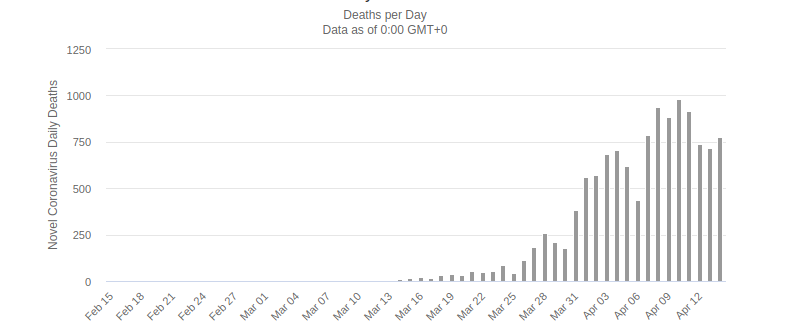 Deaths per Day
Data as of 0:00 GMT+0
Novel Coronavirus Daily Deaths
1250
1000
750
500
250
0
Feb 15
Feb 18
Feb 21
Feb 24
Feb 27
Mar 01
Mar 04
Mar 07
Mar 10
Mar 13
Mar 16
Mar 19
Mar 22
Mar 25
Mar 28
Mar 31
Apr 03
Apr 06
Apr 09
Apr 12